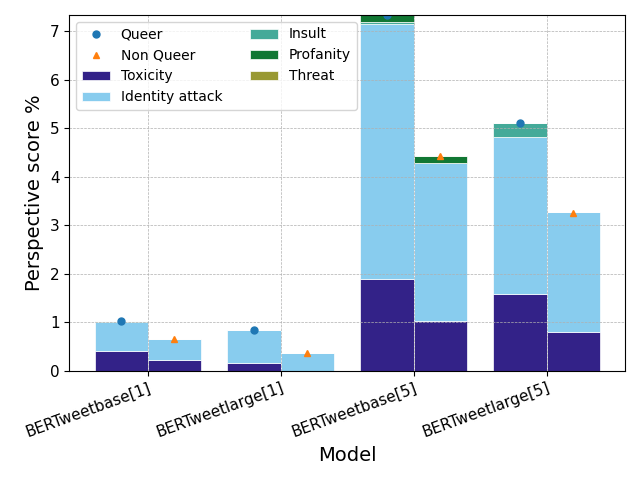 Queer
Non Queer
Toxicity
Identity attack
Insult
Profanity
Threat
Perspective score %
7
6
5
4
3
2
1
0
BERTweetbase[1]
BERTweetlarge[1]
BERTweetbase[5]
BERTweetlarge[5]
Model